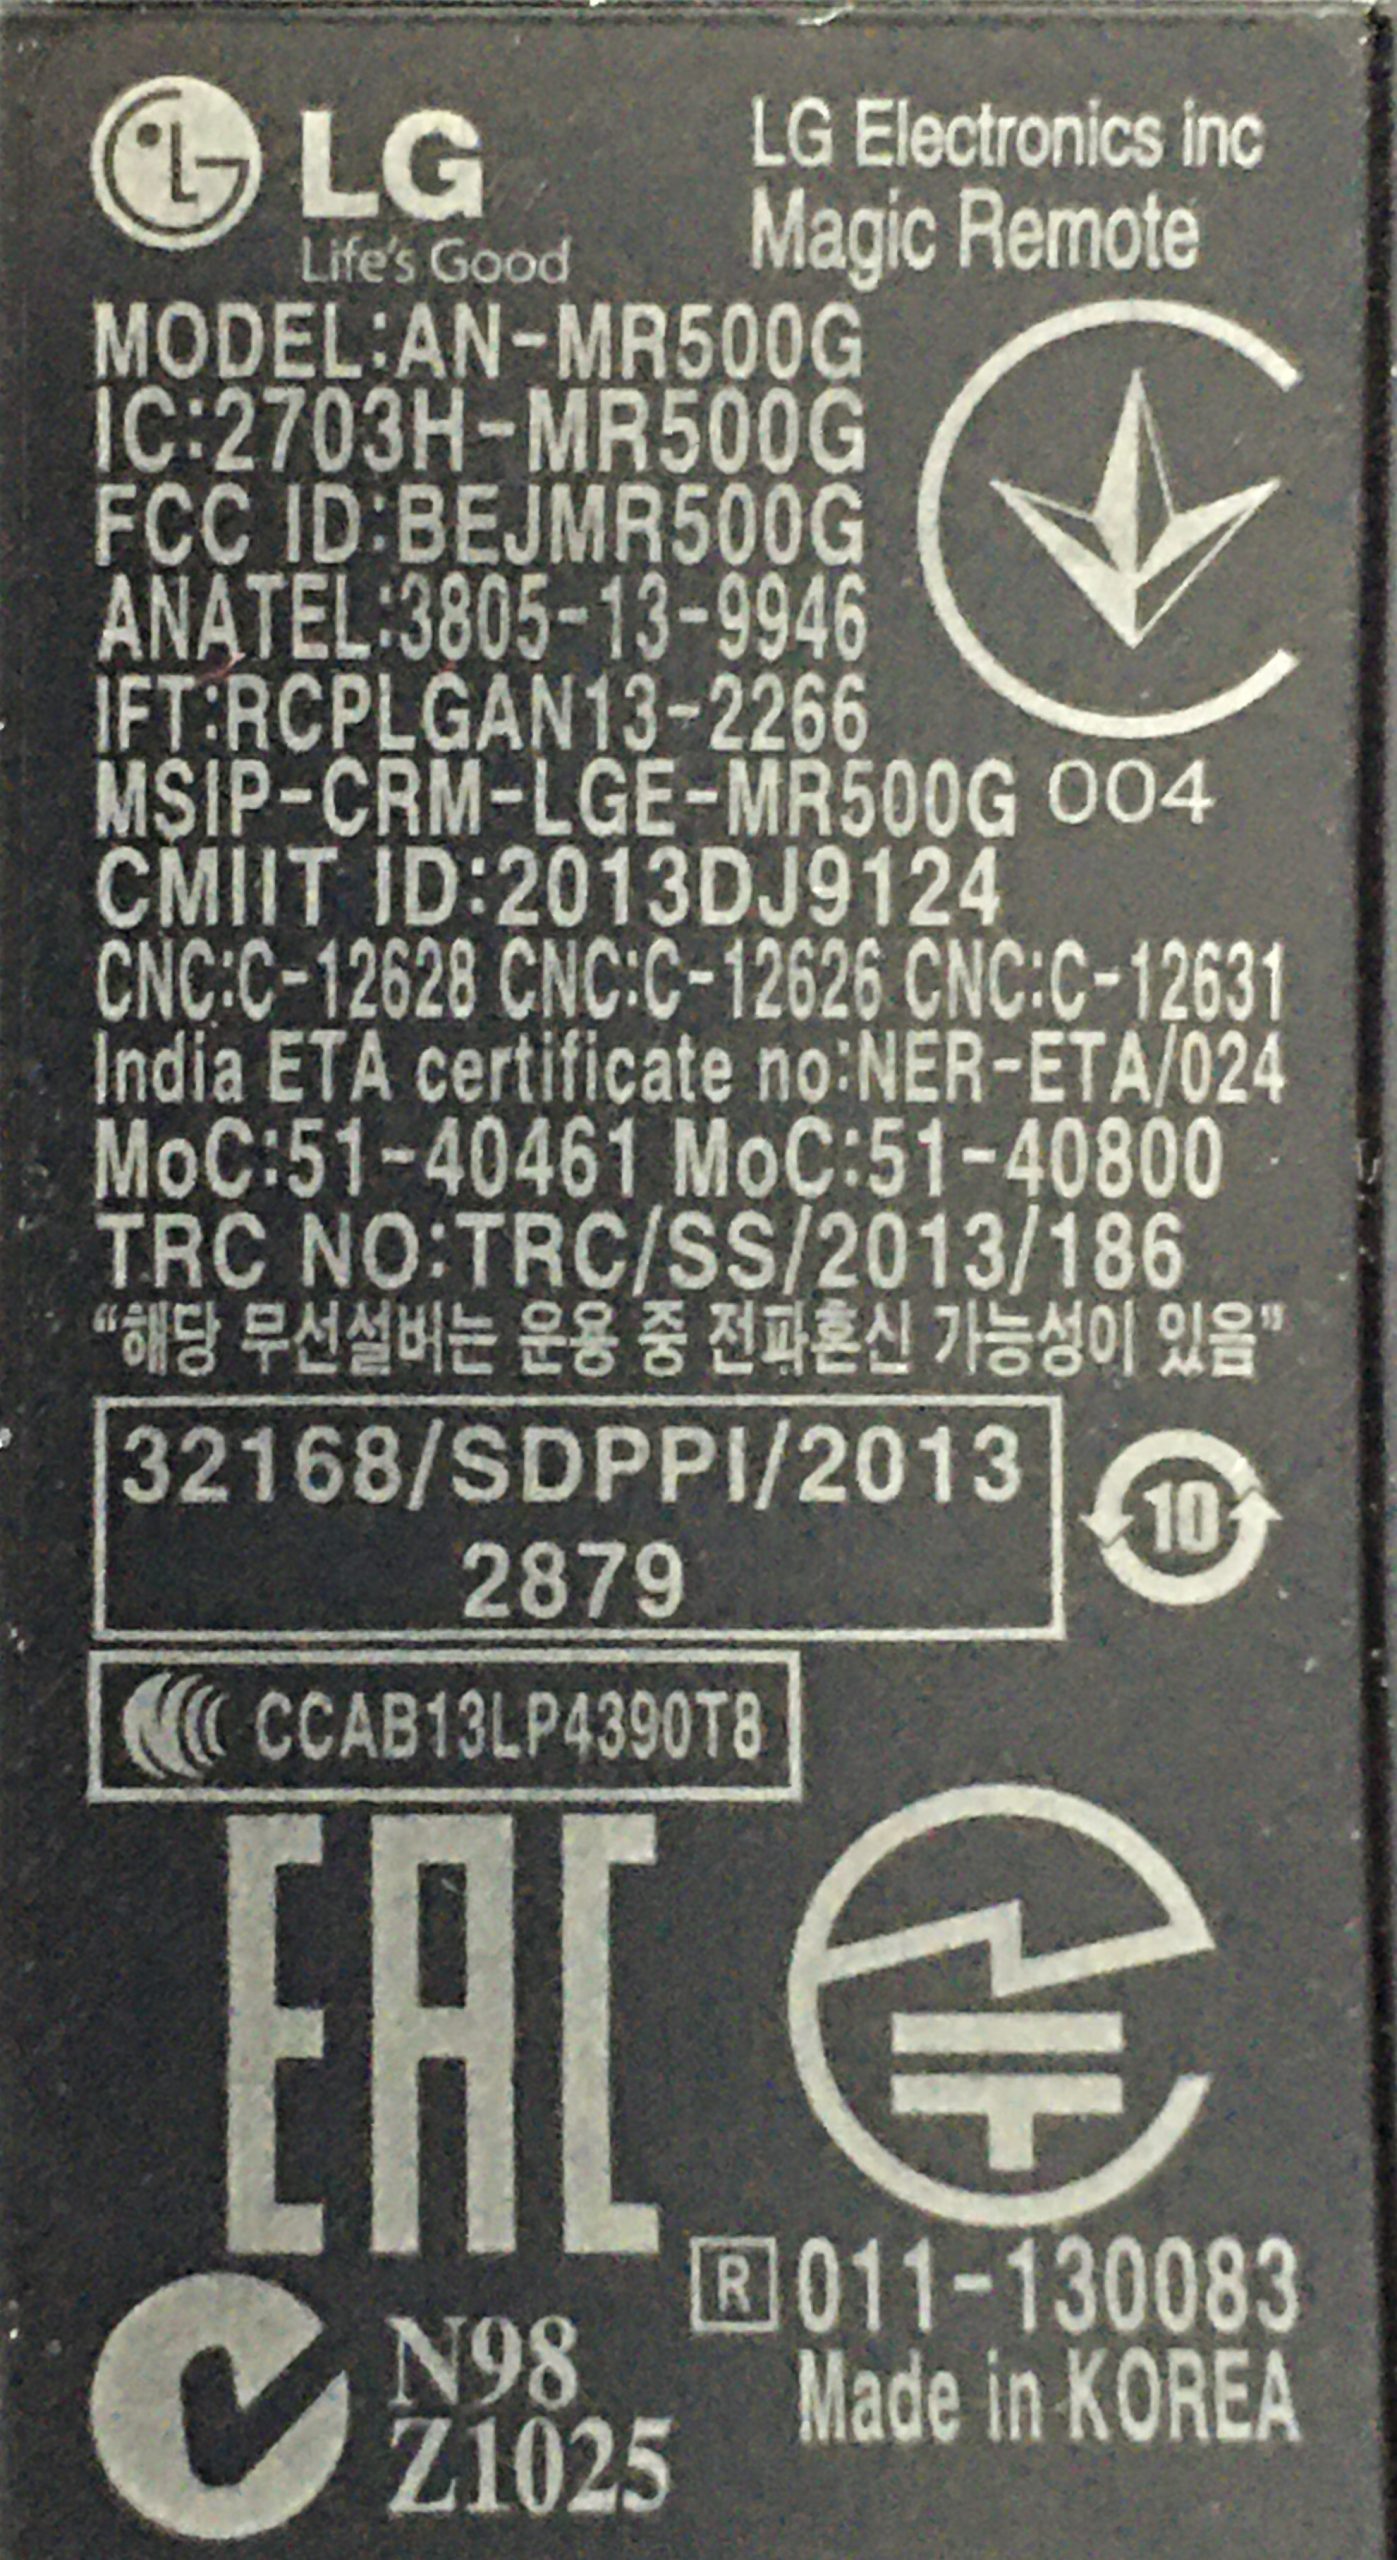 LG
Life's Good
LG Electronics inc
Magic Remote
MODEL:AN-MR500G
IC:2703H-MR500G
FCC ID:BEJMR500G
ANATEL:3805-13-9946
IFT:RCPLGAN13-2266
MSIP-CRM-LGE-MR500G 004
CMIIT ID:2013DJ9124
CNC:C-12628 CNC:C-12626 CNC:C-12631
India ETA certificate no:NER-ETA/024
MoC:51-40461 MoC:51-40800
TRC NO:TRC/SS/2013/186
“해당 무선설버는 운용 중 전파혼신 가능성이 있음”
32168/SDPPI/2013
2879
10
CCAB13LP4390T8
EAC
R 011-130083
Made in KOREA
N98
Z1025